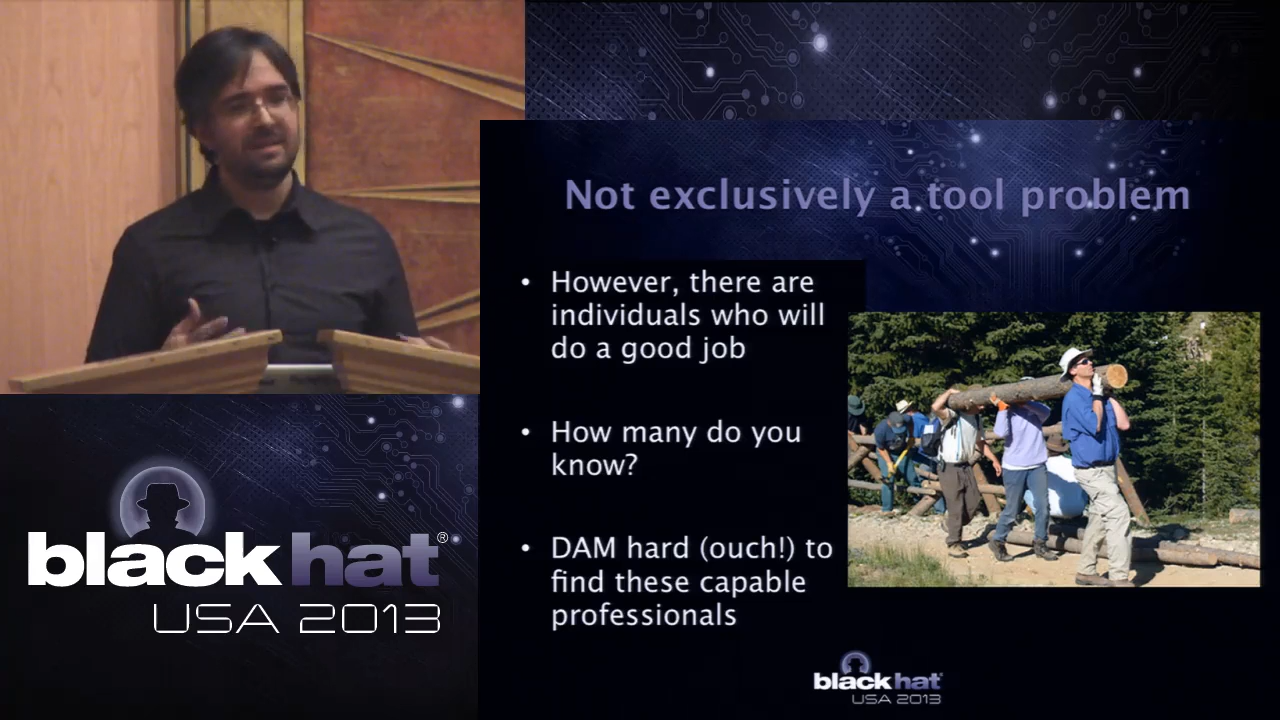 Not exclusively a tool problem
• However, there are
individuals who will
do a good job
• How many do you
know?
• DAM hard (ouch!) to
find these capable
professionals
black hat®
USA 2013
black hat®
USA 2013